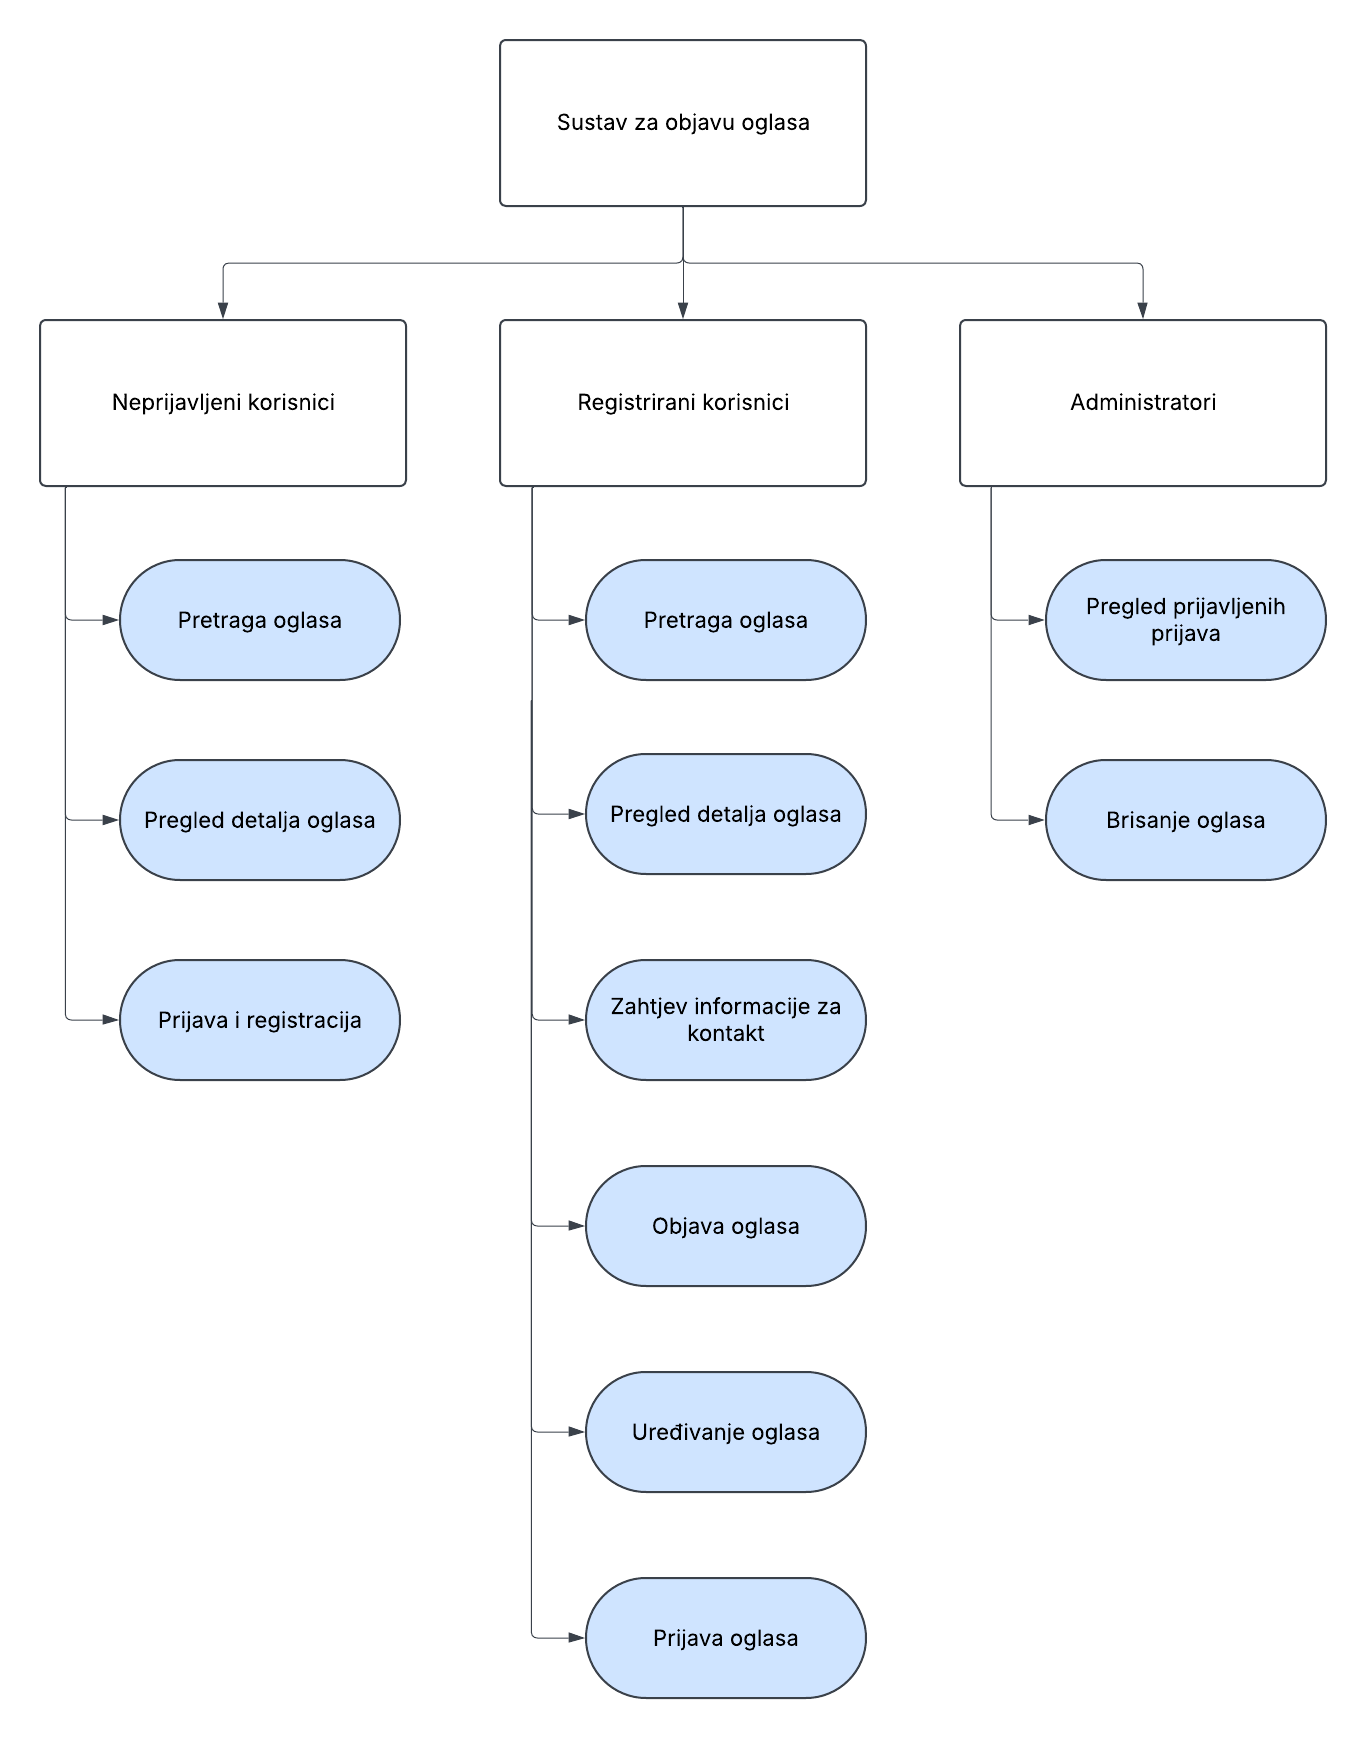 Sustav za objavu oglasa
Neprijavljeni korisnici
Registrirani korisnici
Administratori
Pretraga oglasa
Pregled detalja oglasa
Prijava i registracija
Pretraga oglasa
Pregled detalja oglasa
Zahtjev informacije za
kontakt
Objava oglasa
Uređivanje oglasa
Prijava oglasa
Pregled prijavljenih
prijava
Brisanje oglasa